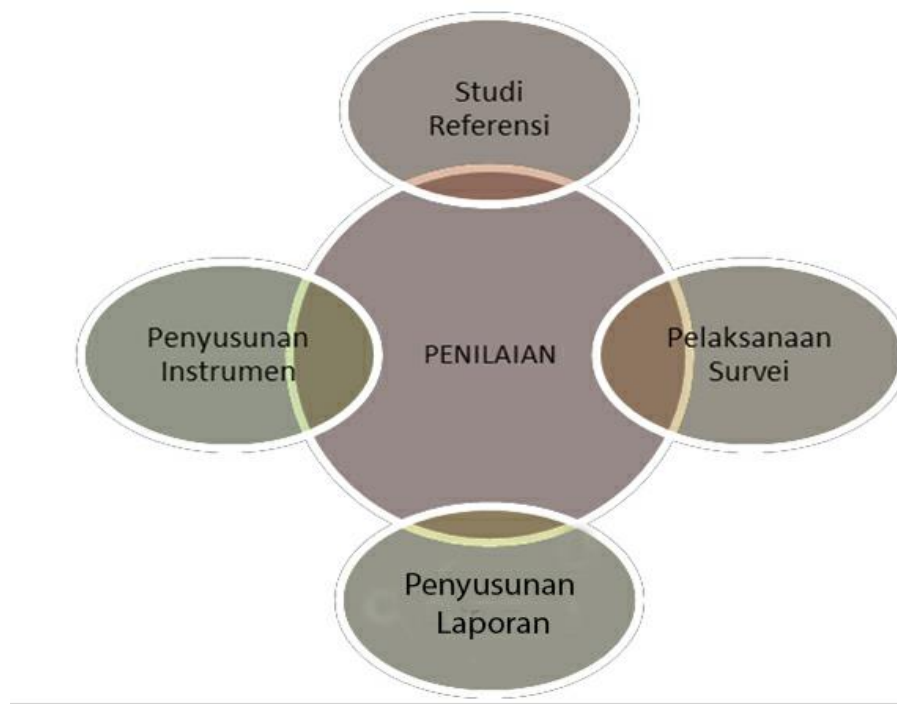 Studi
Referensi
Penyusunan
Instrumen
PENILAIAN
Pelaksanaan
Survei
Penyusunan
Laporan